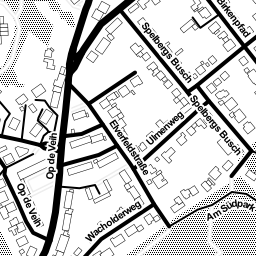 Birkenpfad
Spelbergs Busch
Spelbergs Busch
Elverfeldstraße
Ulmenweg
Op de Veih
Op de Veih
Am Südpark
Wacholderweg